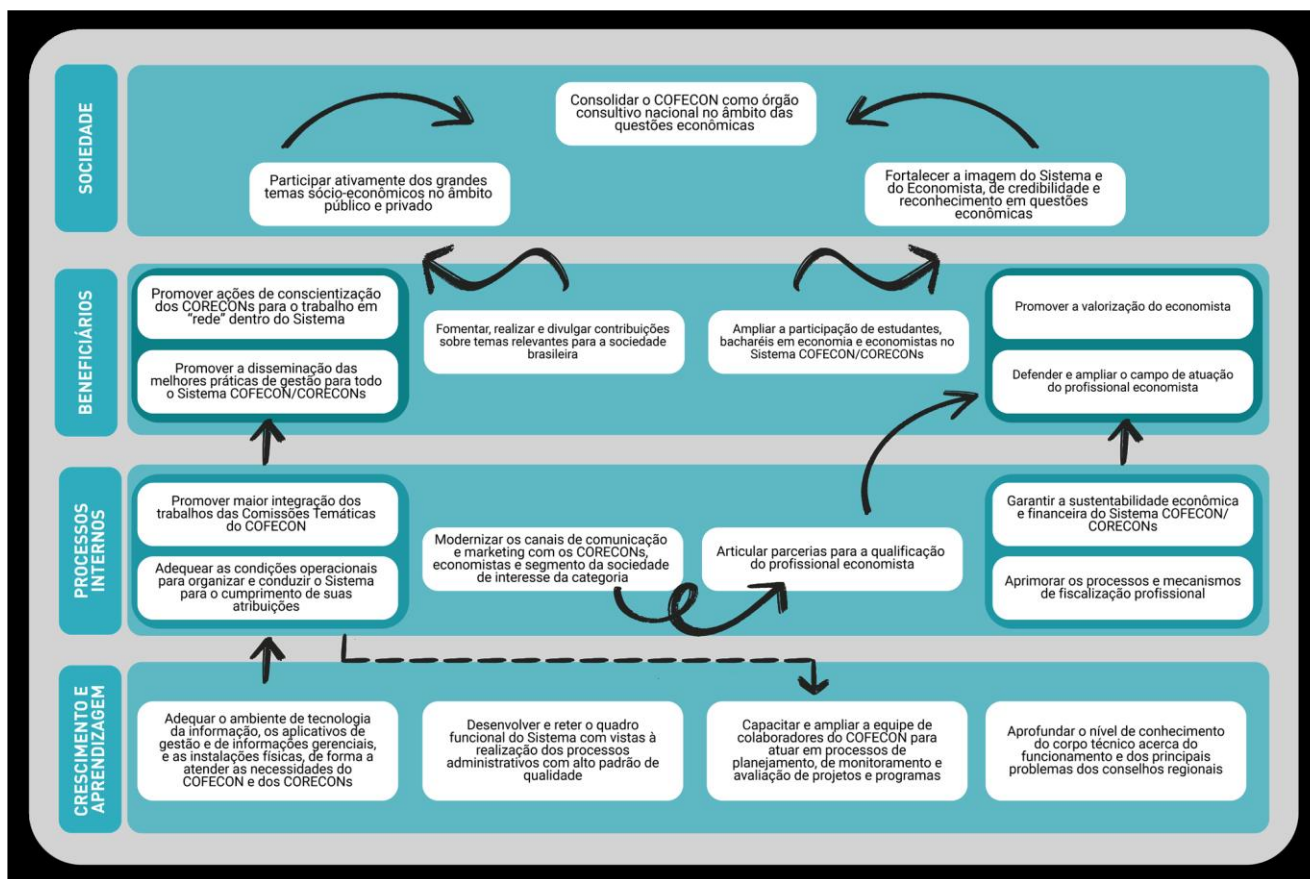 SOCIEDADE
Consolidar o COFECON como órgão
consultivo nacional no âmbito das
questões econômicas
Participar ativamente dos grandes
temas sócio-econômicos no âmbito
público e privado
Fortalecer a imagem do Sistema e
do Economista, de credibilidade e
reconhecimento em questões
econômicas
BENEFICIÁRIOS
Promover ações de conscientização
dos CORECONs para o trabalho em
“rede” dentro do Sistema
Promover a disseminação das
melhores práticas de gestão para todo
o Sistema COFECON/CORECONs
Fomentar, realizar e divulgar contribuições
sobre temas relevantes para a sociedade
brasileira
Ampliar a participação de estudantes,
bacharéis em economia e economistas no
Sistema COFECON/CORECONs
Promover a valorização do economista
Defender e ampliar o campo de atuação
do profissional economista
PROCESSOS
INTERNOS
Promover maior integração dos
trabalhos das Comissões Temáticas
do COFECON
Adequear as condições operacionais
para organizar e conduzir o Sistema
para o cumprimento de suas
atribuições
Modernizar os canais de comunicação
e marketing com os CORECONs,
economistas e segmento da sociedade
de interesse da categoria
Articular parcerias para a qualificação
do profissional economista
Garantir a sustentabilidade econômica
e financeira do Sistema COFECON/
CORECONs
Aprimorar os processos e mecanismos
de fiscalização profissional
CRESCIMENTO E
APRENDIZAGEM
Adequar o ambiente de tecnologia
da informação, os aplicativos de
gestão e de informações gerenciais,
e as instalações físicas, de forma a
atender as necesidades do
COFECON e dos CORECONs
Desenvolver e reter o quadro
funcional do Sistema com vistas à
realização dos processos
administrativos com alto padrão de
qualidade
Capacitar e ampliar a equipe de
colaboradores do COFECON para
atuar em processos de
planejamento, de monitoramento e
avaliação de projetos e programas
Aprofundar o nível de conhecimento
do corpo técnico acerca do
funcionamento e dos principais
problemas dos conselhos regionais